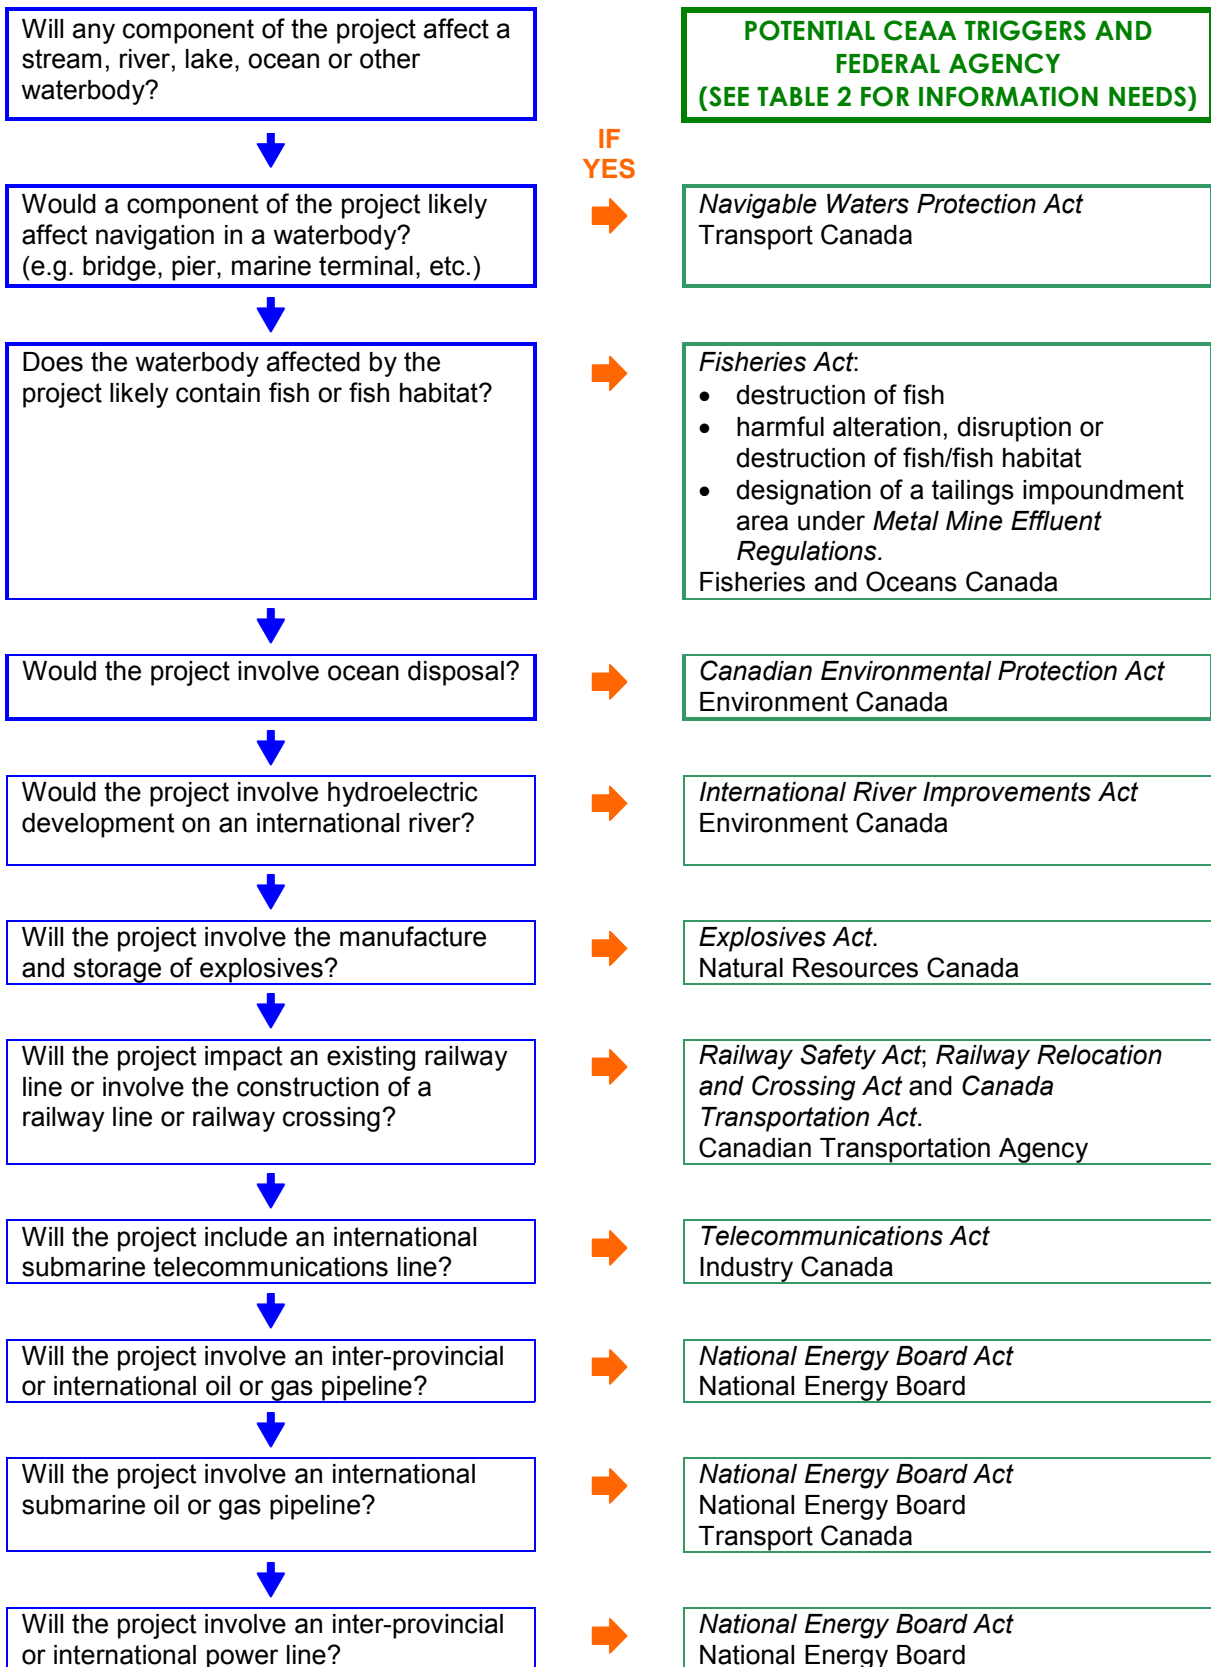 Will any component of the project affect a
stream, river, lake, ocean or other
waterbody?
POTENTIAL CEAA TRIGGERS AND
FEDERAL AGENCY
(SEE TABLE 2 FOR INFORMATION NEEDS)
IF
YES
Would a component of the project likely
affect navigation in a waterbody?
(e.g. bridge, pier, marine terminal, etc.)
Navigable Waters Protection Act
Transport Canada
Does the waterbody affected by the
project likely contain fish or fish habitat?
Fisheries Act:
• destruction of fish
• harmful alteration, disruption or
destruction of fish/fish habitat
• designation of a tailings impoundment
area under Metal Mine Effluent
Regulations.
Fisheries and Oceans Canada
Would the project involve ocean disposal?
Canadian Environmental Protection Act
Environment Canada
Would the project involve hydroelectric
development on an international river?
International River Improvements Act
Environment Canada
Will the project involve the manufacture
and storage of explosives?
Explosives Act.
Natural Resources Canada
Will the project impact an existing railway
line or involve the construction of a
railway line or railway crossing?
Railway Safety Act; Railway Relocation
and Crossing Act and Canada
Transportation Act.
Canadian Transportation Agency
Will the project include an international
submarine telecommunications line?
Telecommunications Act
Industry Canada
Will the project involve an inter-provincial
or international oil or gas pipeline?
National Energy Board Act
National Energy Board
Will the project involve an international
submarine oil or gas pipeline?
National Energy Board Act
National Energy Board
Transport Canada
Will the project involve an inter-provincial
or international power line?
National Energy Board Act
National Energy Board